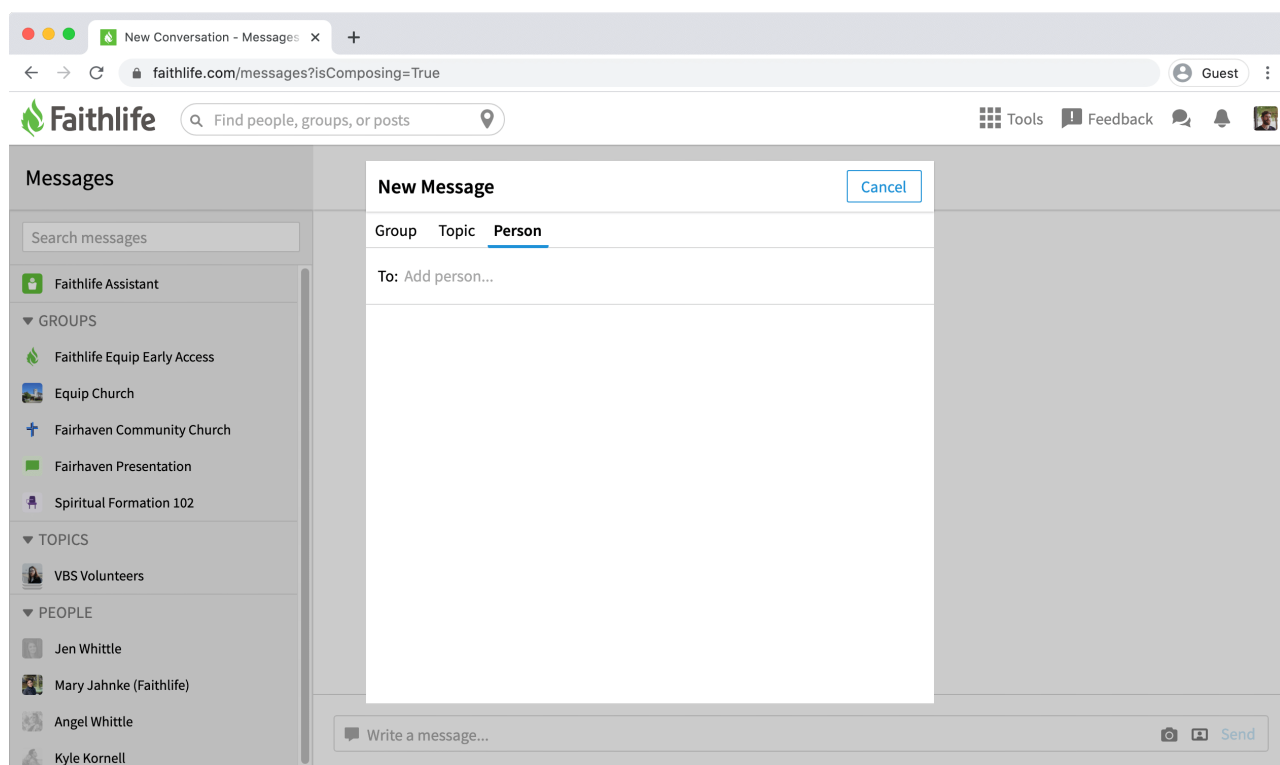 New Conversation - Messages
faithlife.com/messages?isComposing=True
Guest
Faithlife
Find people, groups, or posts
Tools
Feedback
Messages
Search messages
Faithlife Assistant
GROUPS
Faithlife Equip Early Access
Equip Church
Fairhaven Community Church
Fairhaven Presentation
Spiritual Formation 102
TOPICS
VBS Volunteers
PEOPLE
Jen Whittle
Mary Jahnke (Faithlife)
Angel Whittle
Kyle Kornell
New Message
Cancel
Group Topic Person
To: Add person...
Write a message...
Send